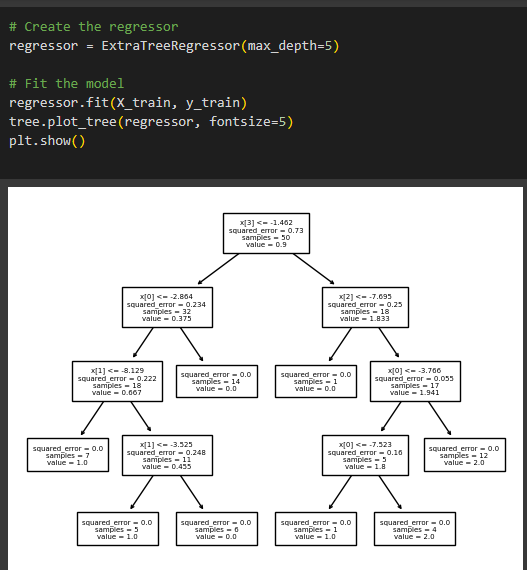 # Create the regressor
regressor = ExtraTreeRegressor(max_depth=5)
# Fit the model
regressor.fit(X_train, y_train)
tree.plot_tree(regressor, fontsize=5)
plt.show()
x[3] <= -1.462
squared_error = 0.73
samples = 50
value = 0.9
x[0] <= -2.864
squared_error = 0.234
samples = 32
value = 0.375
x[2] <= -7.695
squared_error = 0.25
samples = 18
value = 1.833
x[1] <= -8.129
squared_error = 0.222
samples = 18
value = 0.667
squared_error = 0.0
samples = 14
value = 0.0
squared_error = 0.0
samples = 1
value = 0.0
x[0] <= -3.766
squared_error = 0.055
samples = 17
value = 1.941
squared_error = 0.0
samples = 7
value = 1.0
x[1] <= -3.525
squared_error = 0.248
samples = 11
value = 0.455
x[0] <= -7.523
squared_error = 0.16
samples = 5
value = 1.8
squared_error = 0.0
samples = 12
value = 2.0
squared_error = 0.0
samples = 5
value = 1.0
squared_error = 0.0
samples = 6
value = 0.0
squared_error = 0.0
samples = 1
value = 1.0
squared_error = 0.0
samples = 4
value = 2.0